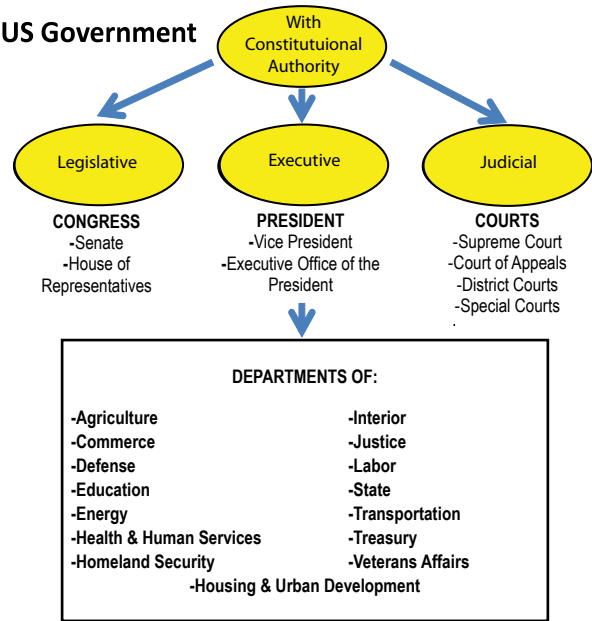 US Government
With
Constitutuional
Authority
Legislative
Executive
Judicial
CONGRESS
-Senate
-House of
Representatives
PRESIDENT
-Vice President
-Executive Office of the
President
COURTS
-Supreme Court
-Court of Appeals
-District Courts
-Special Courts
.
DEPARTMENTS OF:
-Agriculture
-Commerce
-Defense
-Education
-Energy
-Health & Human Services
-Homeland Security
-Interior
-Justice
-Labor
-State
-Transportation
-Treasury
-Veterans Affairs
-Housing & Urban Development